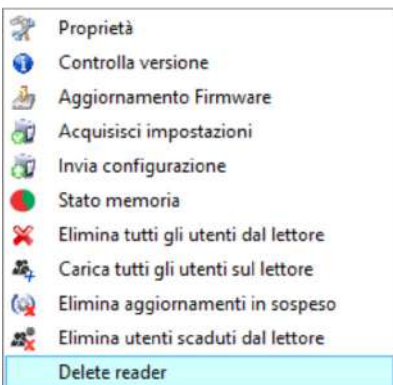 Proprietà
Controlla versione
Aggiornamento Firmware
Acquisisci impostazioni
Invia configurazione
Stato memoria
Elimina tutti gli utenti dal lettore
Carica tutti gli utenti sul lettore
Elimina aggiornamenti in sospeso
Elimina utenti scaduti dal lettore
Delete reader